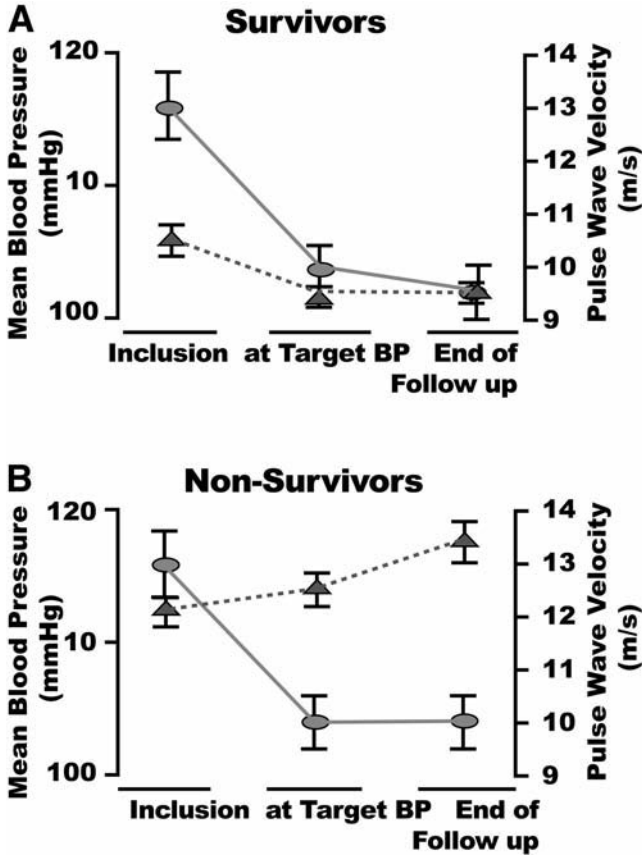 A
Survivors
Mean Blood Pressure
(mmHg)
120
10
100
14
13
12
11
10
9
Pulse Wave Velocity
(m/s)
Inclusion at Target BP End of
Follow up
B
Non-Survivors
Mean Blood Pressure
(mmHg)
120
10
100
14
13
12
11
10
9
Pulse Wave Velocity
(m/s)
Inclusion at Target BP End of
Follow up